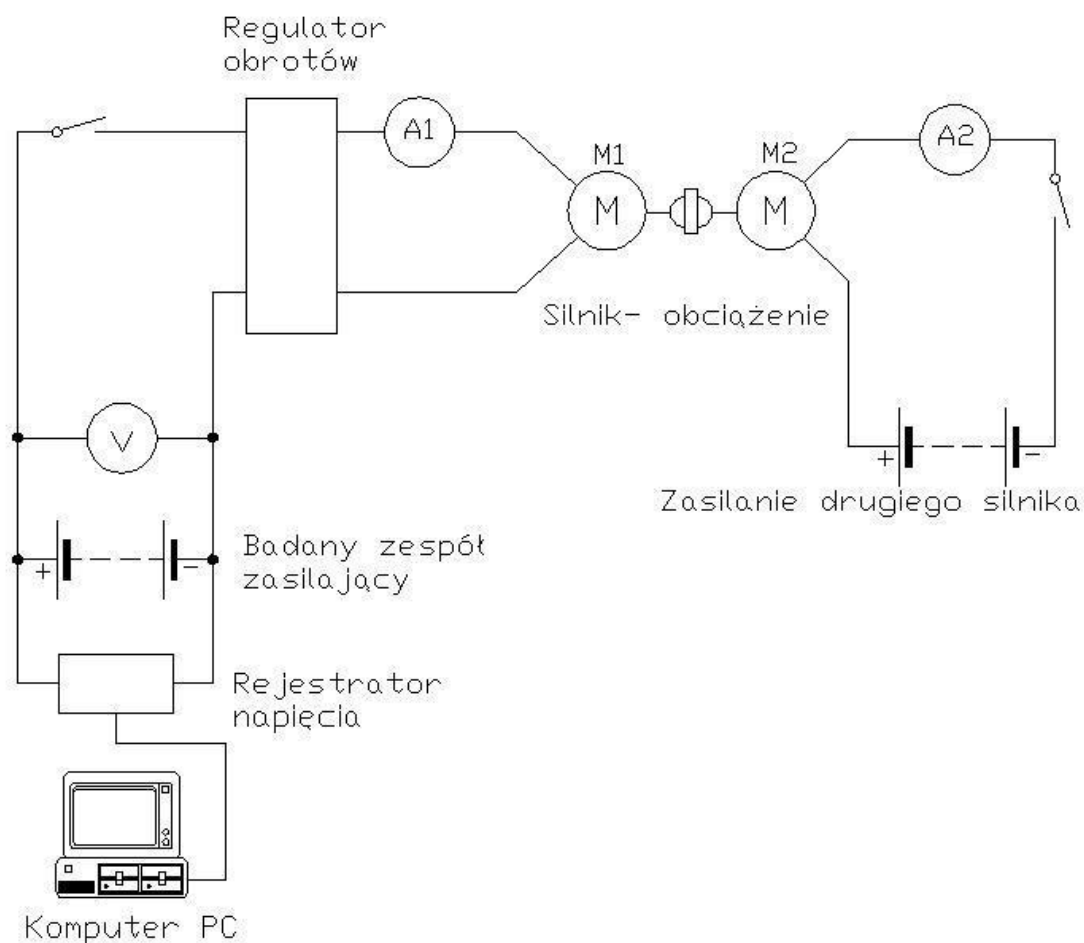 Regulator
obrotów
A1
A2
M1
M2
M
M
Silnik- obciążenie
V
+
-
Zasilanie drugiego silnika
+
-
Badany zespół
zasilający
Rejestrator
napięcia
Komputer PC